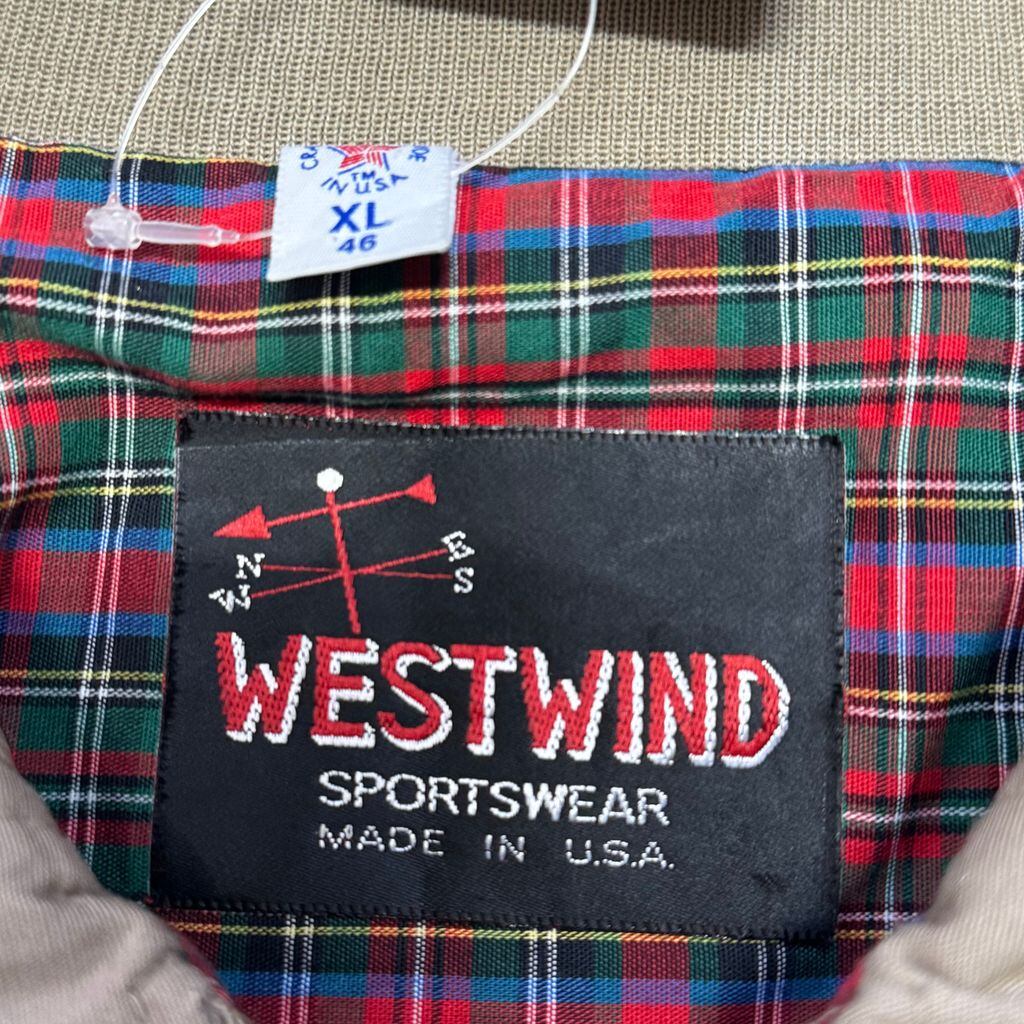 IN USA
TM
XL
46
N
E
W
S
WESTWIND
SPORTSWEAR
MADE IN U.S.A.